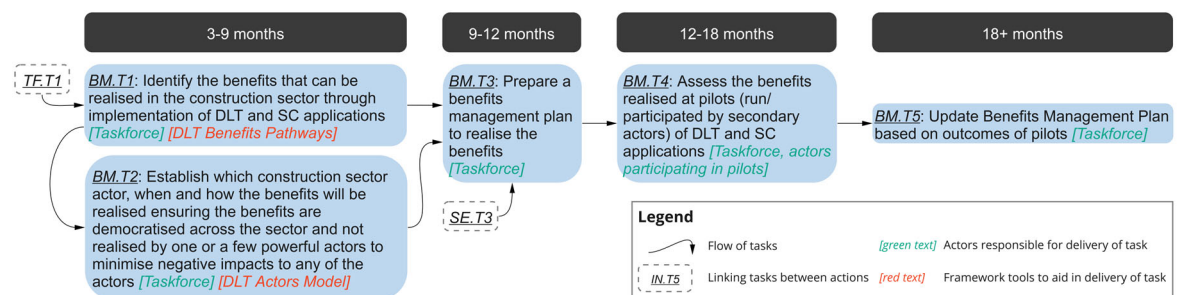 3-9 months
9-12 months
12-18 months
18+ months
TF.T1
BM.T1: Identify the benefits that can be
realised in the construction sector through
implementation of DLT and SC applications
[Taskforce] [DLT Benefits Pathways]
BM.T2: Establish which construction sector
actor, when and how the benefits will be
realised ensuring the benefits are
democratised across the sector and not
realised by one or a few powerful actors to
minimise negative impacts to any of the
actors [Taskforce] [DLT Actors Model]
BM.T3: Prepare a
benefits
management plan
to realise the
benefits
[Taskforce]
SE.T3
BM.T4: Assess the benefits
realised at pilots (run/
participated by secondary
actors) of DLT and SC
applications [Taskforce, actors
participating in pilots]
BM.T5: Update Benefits Management Plan
based on outcomes of pilots [Taskforce]
Legend
Flow of tasks
[green text] Actors responsible for delivery of task
IN.T5 Linking tasks between actions
[red text] Framework tools to aid in delivery of task